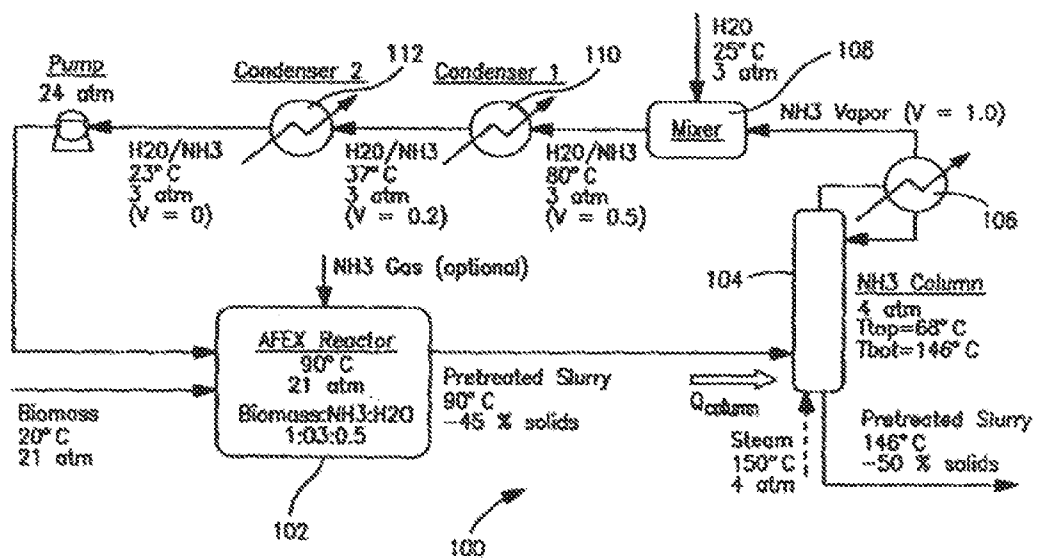 Pump
24 atm
Condenser 2
112
Condenser 1
110
H2O
25°C
3 atm
108
Mixer
NH3 Vapor (V = 1.0)
106
H2O/NH3
23°C
3 atm
(V = 0)
H2O/NH3
37°C
3 atm
(V = 0.2)
H2O/NH3
80°C
3 atm
(V = 0.5)
NH3 Gas (optional)
104
NH3 Column
4 atm
Ttop=68°C
Tbot=146°C
AFEX Reactor
90°C
21 atm
Biomass:NH3:H2O
1:03:0.5
Pretreated Slurry
90°C
~45 % solids
Qcolumn
Biomass
20°C
21 atm
Steam
150°C
4 atm
Pretreated Slurry
146°C
~50 % solids
102
100